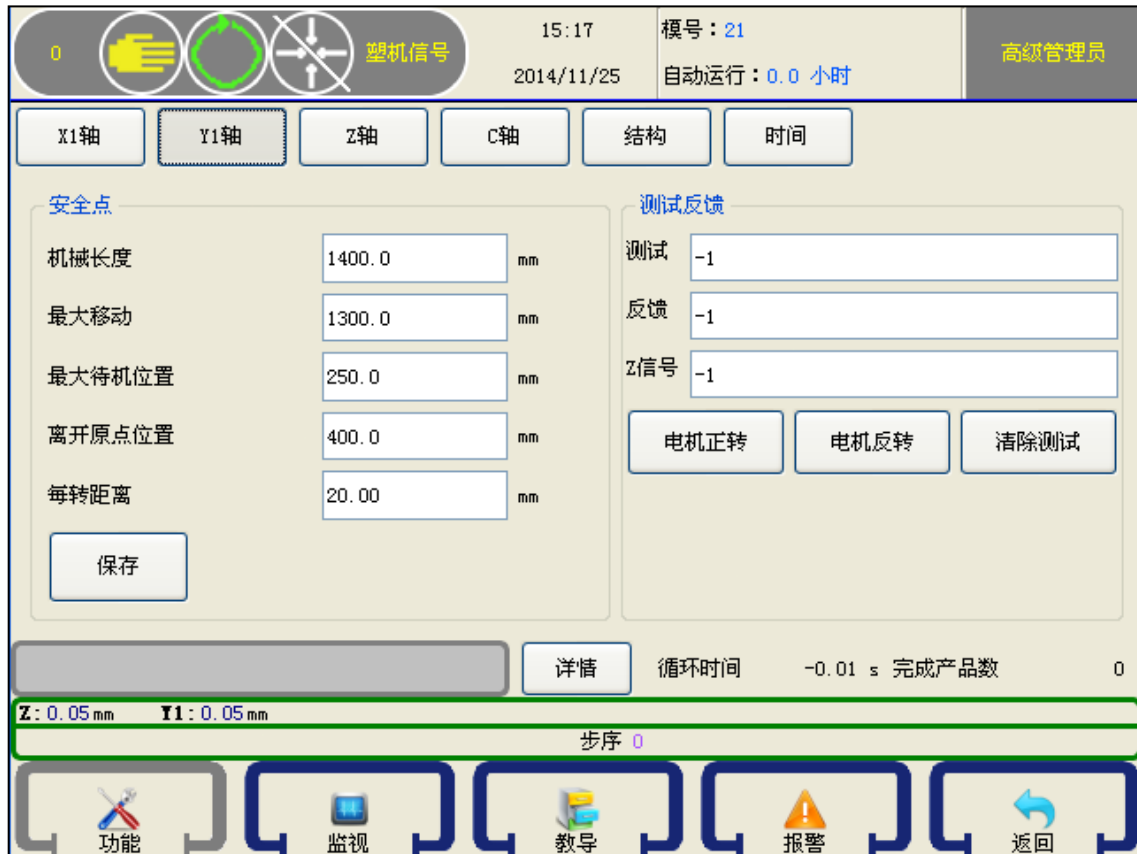 0 塑机信号 15:17 模号：21 高级管理员
2014/11/25 自动运行：0.0 小时
X1轴 Y1轴 Z轴 C轴 结构 时间
安全点
机械长度 1400.0 mm
最大移动 1300.0 mm
最大待机位置 250.0 mm
离开原点位置 400.0 mm
每转距离 20.00 mm
保存
测试反馈
测试 -1
反馈 -1
Z信号 -1
电机正转 电机反转 清除测试
详情 循环时间 -0.01 s 完成产品数 0
Z:0.05mm Y1:0.05mm
步序 0
功能 监视 教导 报警 返回